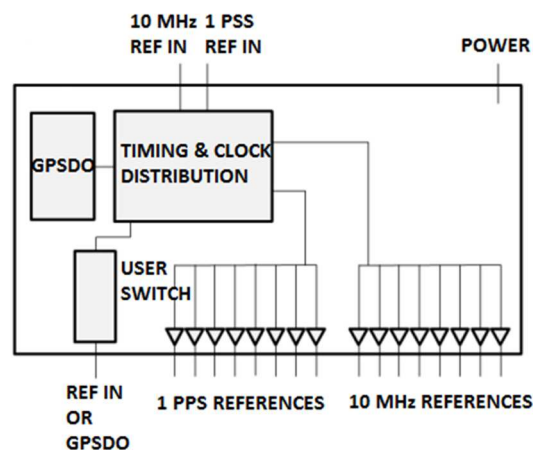 10 MHz 1 PSS
REF IN REF IN
POWER
GPSDO
TIMING & CLOCK
DISTRIBUTION
USER
SWITCH
REF IN
OR
GPSDO
1 PPS REFERENCES
10 MHz REFERENCES